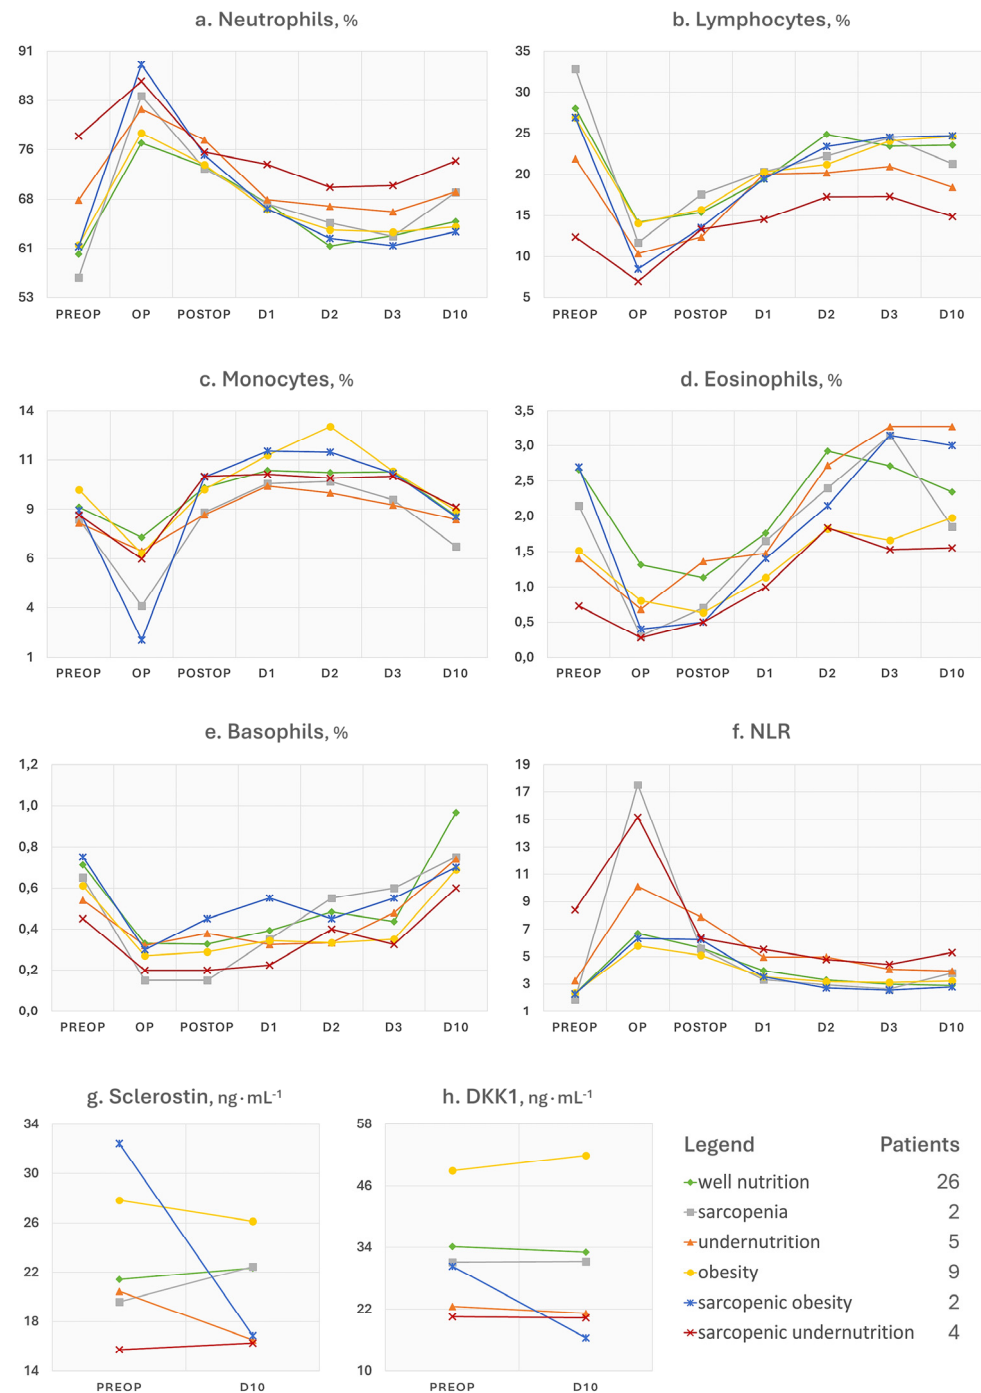 a. Neutrophils, %
91
83
76
68
61
53
PREOP OP POSTOP D1 D2 D3 D10
b. Lymphocytes, %
35
30
25
20
15
10
5
PREOP OP POSTOP D1 D2 D3 D10
c. Monocytes, %
14
11
9
6
4
1
PREOP OP POSTOP D1 D2 D3 D10
d. Eosinophils, %
3,5
3,0
2,5
2,0
1,5
1,0
0,5
0,0
PREOP OP POSTOP D1 D2 D3 D10
e. Basophils, %
1,2
1,0
0,8
0,6
0,4
0,2
0,0
PREOP OP POSTOP D1 D2 D3 D10
f. NLR
19
17
15
13
11
9
7
5
3
1
PREOP OP POSTOP D1 D2 D3 D10
g. Sclerostin, ng·mL⁻¹
34
30
26
22
18
14
PREOP D10
h. DKK1, ng·mL⁻¹
58
46
34
22
10
PREOP D10
Legend Patients
well nutrition 26
sarcopenia 2
undernutrition 5
obesity 9
sarcopenic obesity 2
sarcopenic undernutrition 4